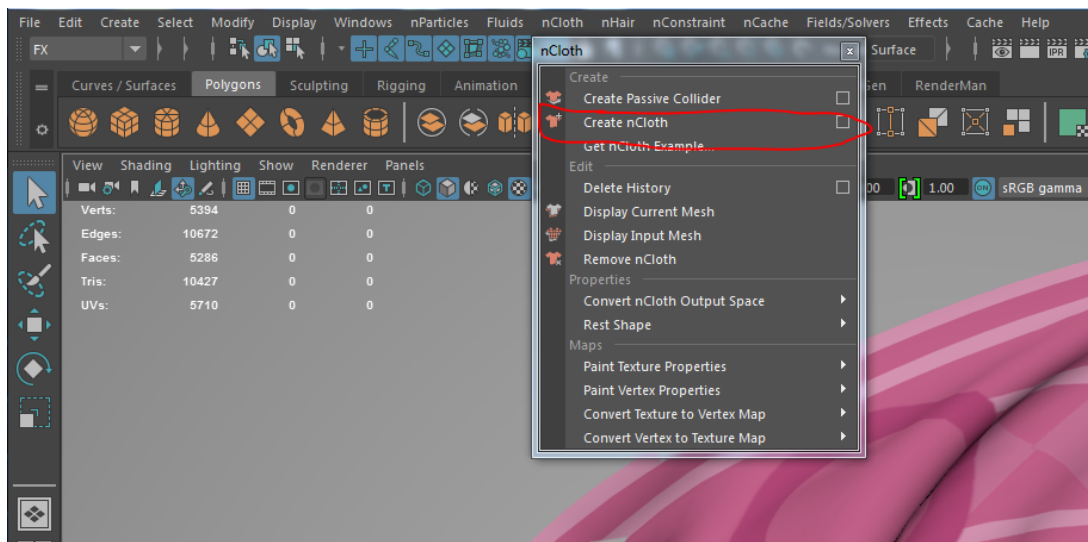 File Edit Create Select Modify Display Windows nParticles Fluids nCloth nHair nConstraint nCache Fields/Solvers Effects Cache Help
FX
nCloth
Surface
IPR
Curves / Surfaces Polygons Sculpting Rigging Animation
Gen RenderMan
Create
Create Passive Collider
Create nCloth
Get nCloth Example...
Edit
Delete History
Display Current Mesh
Display Input Mesh
Remove nCloth
Properties
Convert nCloth Output Space
Rest Shape
Maps
Paint Texture Properties
Paint Vertex Properties
Convert Texture to Vertex Map
Convert Vertex to Texture Map
View Shading Lighting Show Renderer Panels
00 1.00 ON sRGB gamma
Verts: 5394 0 0
Edges: 10672 0 0
Faces: 5286 0 0
Tris: 10427 0 0
UVs: 5710 0 0